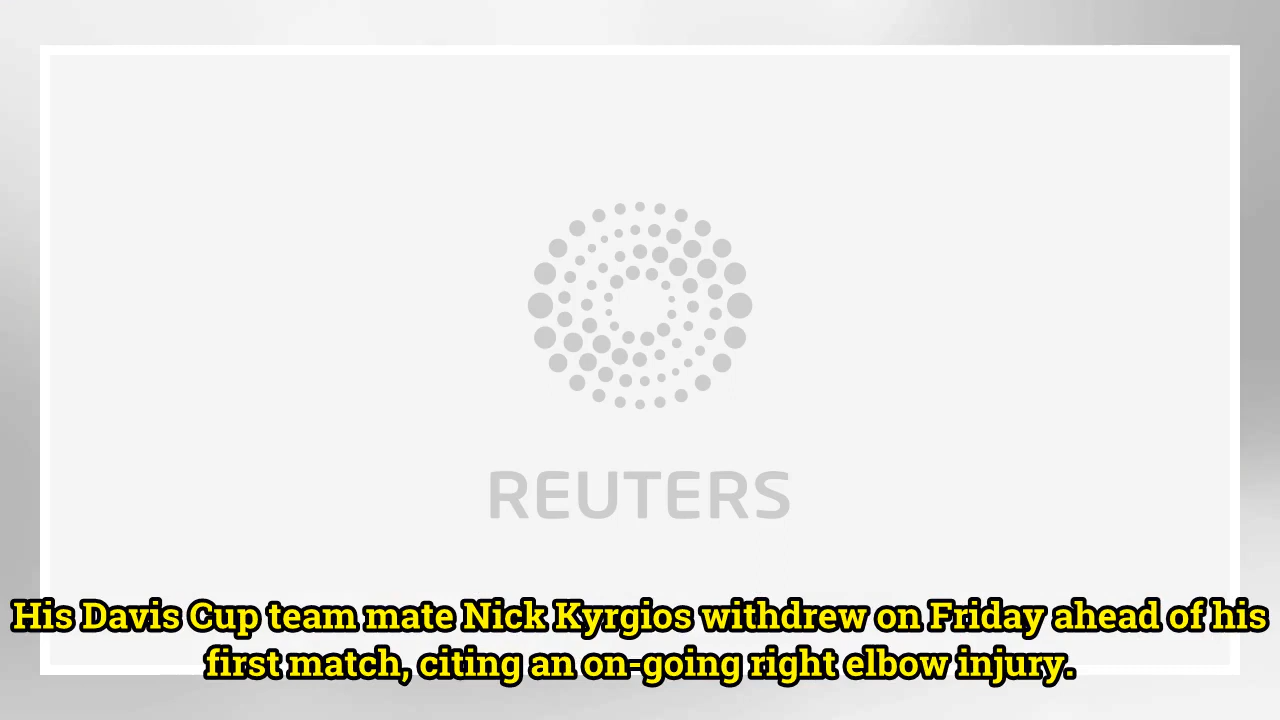 REUTERS
His Davis Cup team mate Nick Kyrgios withdrew on Friday ahead of his
first match, citing an on-going right elbow injury.